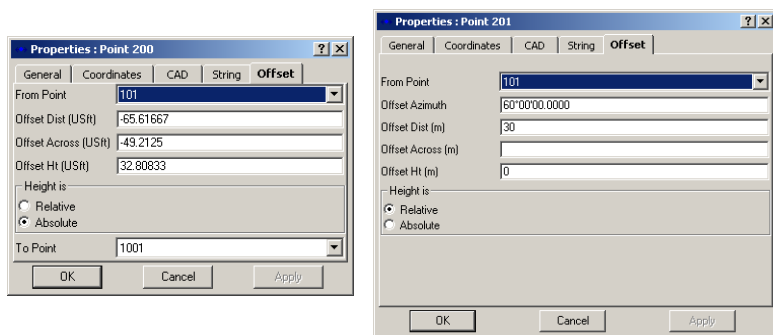 Properties : Point 200
General Coordinates CAD String Offset
From Point 101
Offset Dist (USft) -65.61667
Offset Across (USft) -49.2125
Offset Ht (USft) 32.80833
Height is
Relative
Absolute
To Point 1001
OK Cancel Apply
Properties : Point 201
General Coordinates CAD String Offset
From Point 101
Offset Azimuth 60°00'00.0000
Offset Dist (m) 30
Offset Across (m)
Offset Ht (m) 0
Height is
Relative
Absolute
OK Cancel Apply